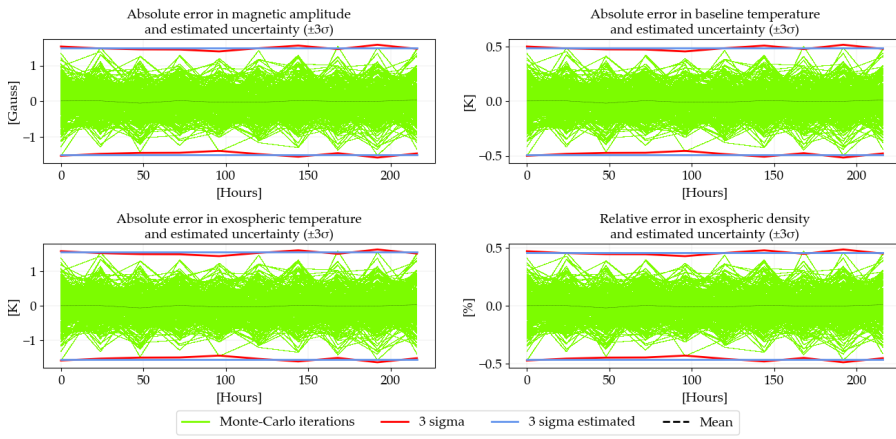 Absolute error in magnetic amplitude
and estimated uncertainty (±3σ)
1
0
−1
[Gauss]
0 50 100 150 200
[Hours]
Absolute error in baseline temperature
and estimated uncertainty (±3σ)
0.5
0.0
−0.5
[K]
0 50 100 150 200
[Hours]
Absolute error in exospheric temperature
and estimated uncertainty (±3σ)
1
0
−1
[K]
0 50 100 150 200
[Hours]
Relative error in exospheric density
and estimated uncertainty (±3σ)
0.5
0.0
−0.5
[%]
0 50 100 150 200
[Hours]
Monte-Carlo iterations 3 sigma 3 sigma estimated Mean